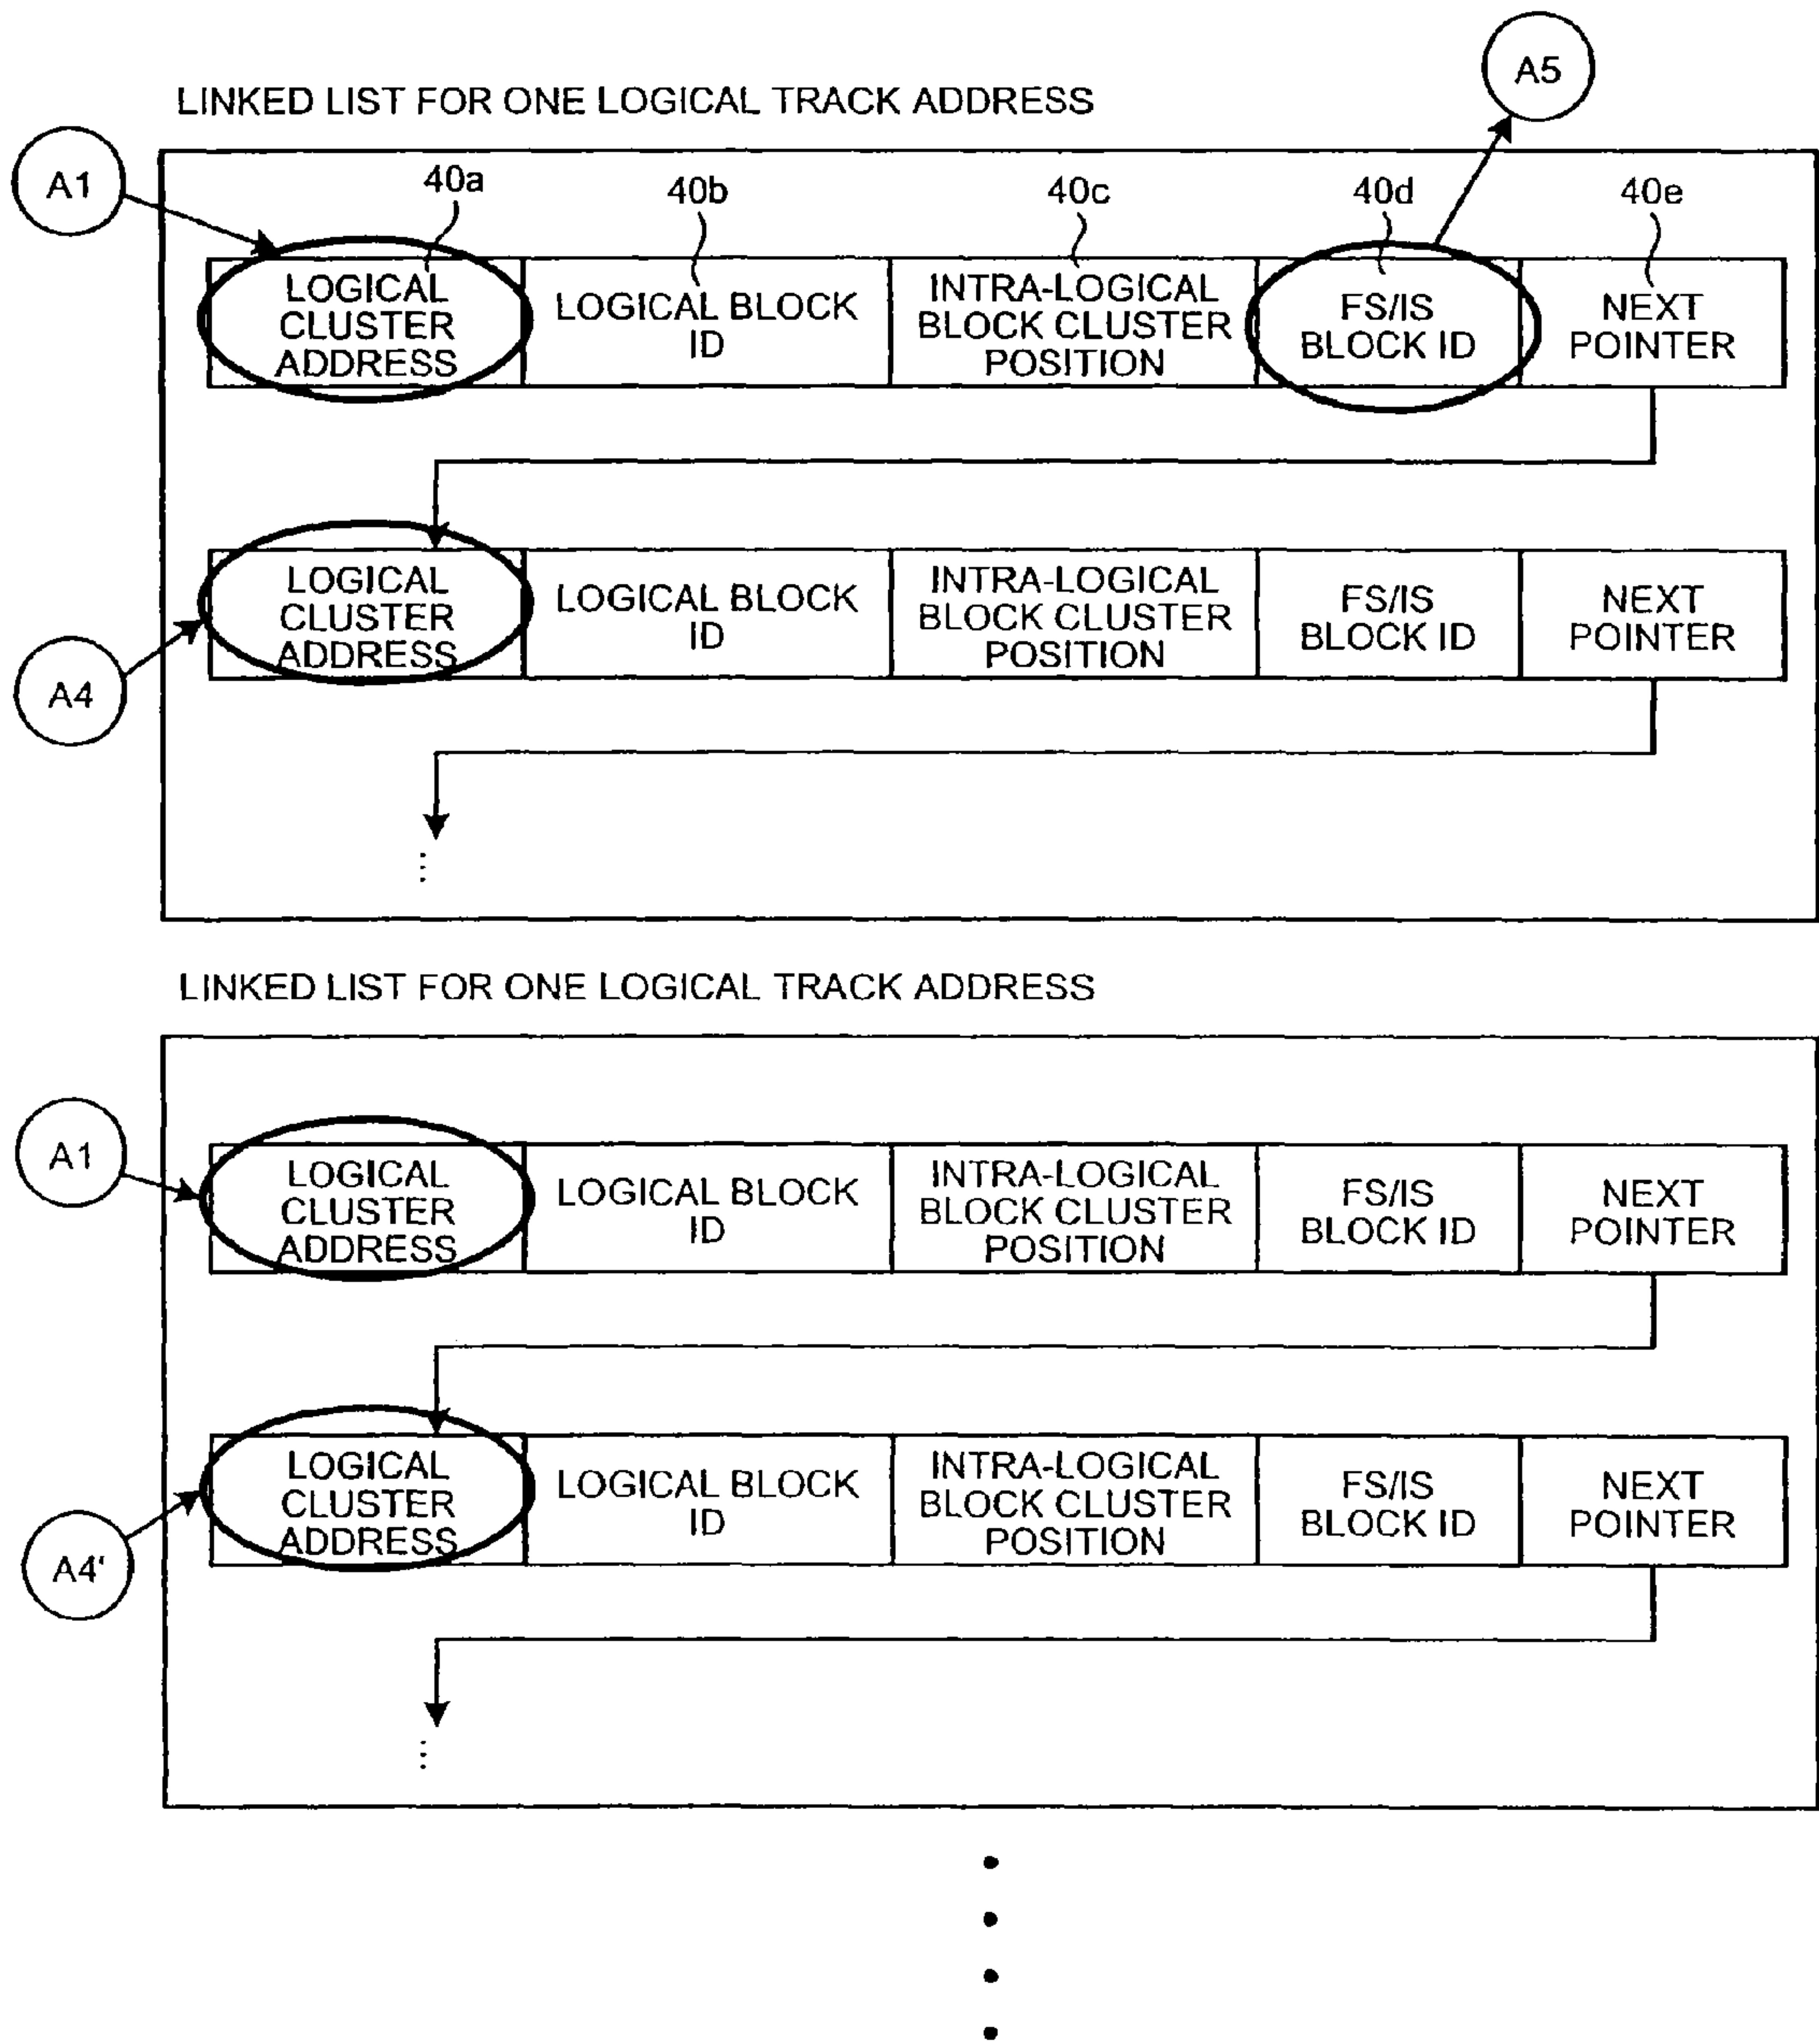 A5
LINKED LIST FOR ONE LOGICAL TRACK ADDRESS
A1
40a 40b 40c 40d 40e
LOGICAL
CLUSTER
ADDRESS
LOGICAL BLOCK
ID
INTRA-LOGICAL
BLOCK CLUSTER
POSITION
FS/IS
BLOCK ID
NEXT
POINTER
LOGICAL
CLUSTER
ADDRESS
LOGICAL BLOCK
ID
INTRA-LOGICAL
BLOCK CLUSTER
POSITION
FS/IS
BLOCK ID
NEXT
POINTER
A4
...
LINKED LIST FOR ONE LOGICAL TRACK ADDRESS
A1
LOGICAL
CLUSTER
ADDRESS
LOGICAL BLOCK
ID
INTRA-LOGICAL
BLOCK CLUSTER
POSITION
FS/IS
BLOCK ID
NEXT
POINTER
LOGICAL
CLUSTER
ADDRESS
LOGICAL BLOCK
ID
INTRA-LOGICAL
BLOCK CLUSTER
POSITION
FS/IS
BLOCK ID
NEXT
POINTER
A4'
...